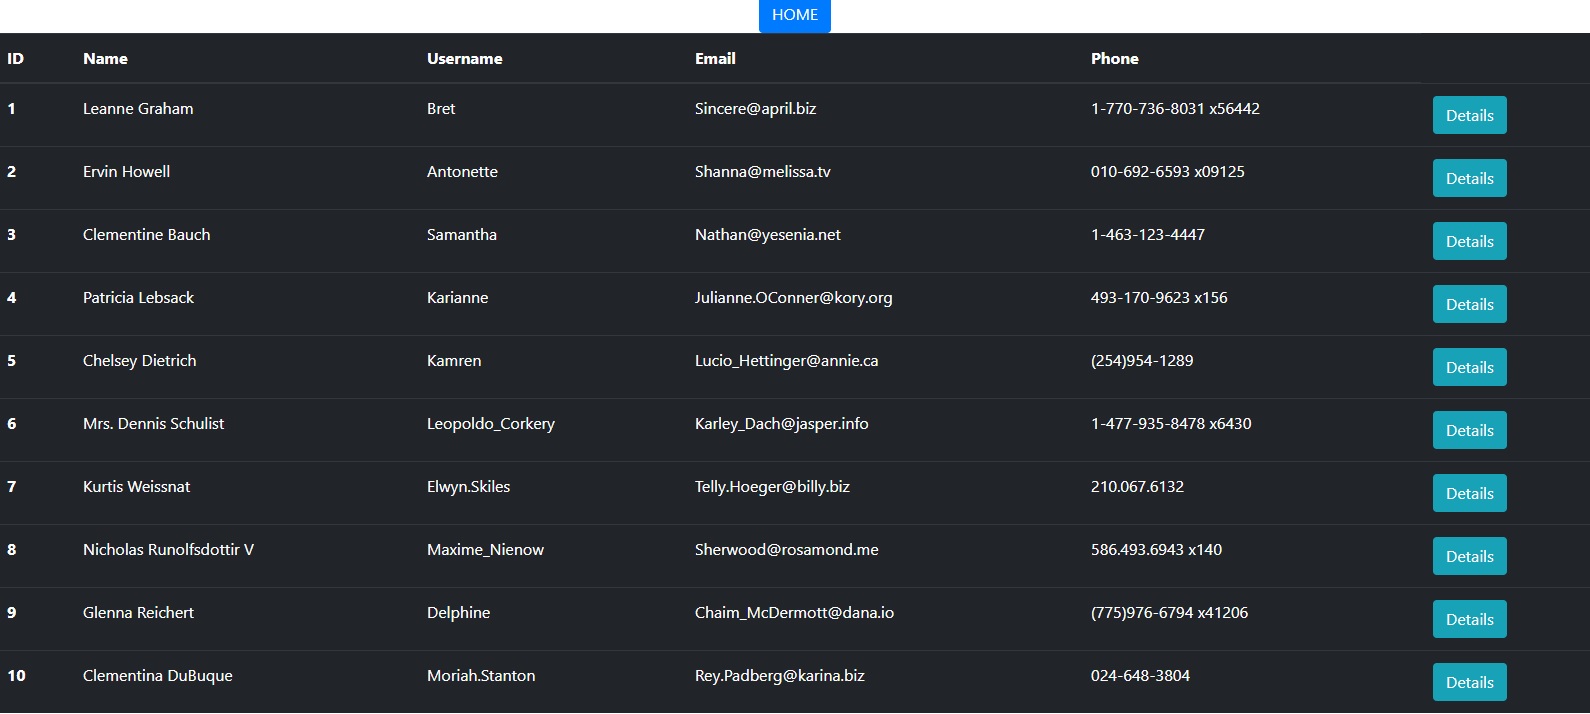 HOME
ID Name Username Email Phone
1 Leanne Graham Bret Sincere@april.biz 1-770-736-8031 x56442 Details
2 Ervin Howell Antonette Shanna@melissa.tv 010-692-6593 x09125 Details
3 Clementine Bauch Samantha Nathan@yesenia.net 1-463-123-4447 Details
4 Patricia Lebsack Karianne Julianne.OConner@kory.org 493-170-9623 x156 Details
5 Chelsey Dietrich Kamren Lucio_Hettinger@annie.ca (254)954-1289 Details
6 Mrs. Dennis Schulist Leopoldo_Corkery Karley_Dach@jasper.info 1-477-935-8478 x6430 Details
7 Kurtis Weissnat Elwyn.Skiles Telly.Hoeger@billy.biz 210.067.6132 Details
8 Nicholas Runolfsdottir V Maxime_Nienow Sherwood@rosamond.me 586.493.6943 x140 Details
9 Glenna Reichert Delphine Chaim_McDermott@dana.io (775)976-6794 x41206 Details
10 Clementina DuBuque Moriah.Stanton Rey.Padberg@karina.biz 024-648-3804 Details